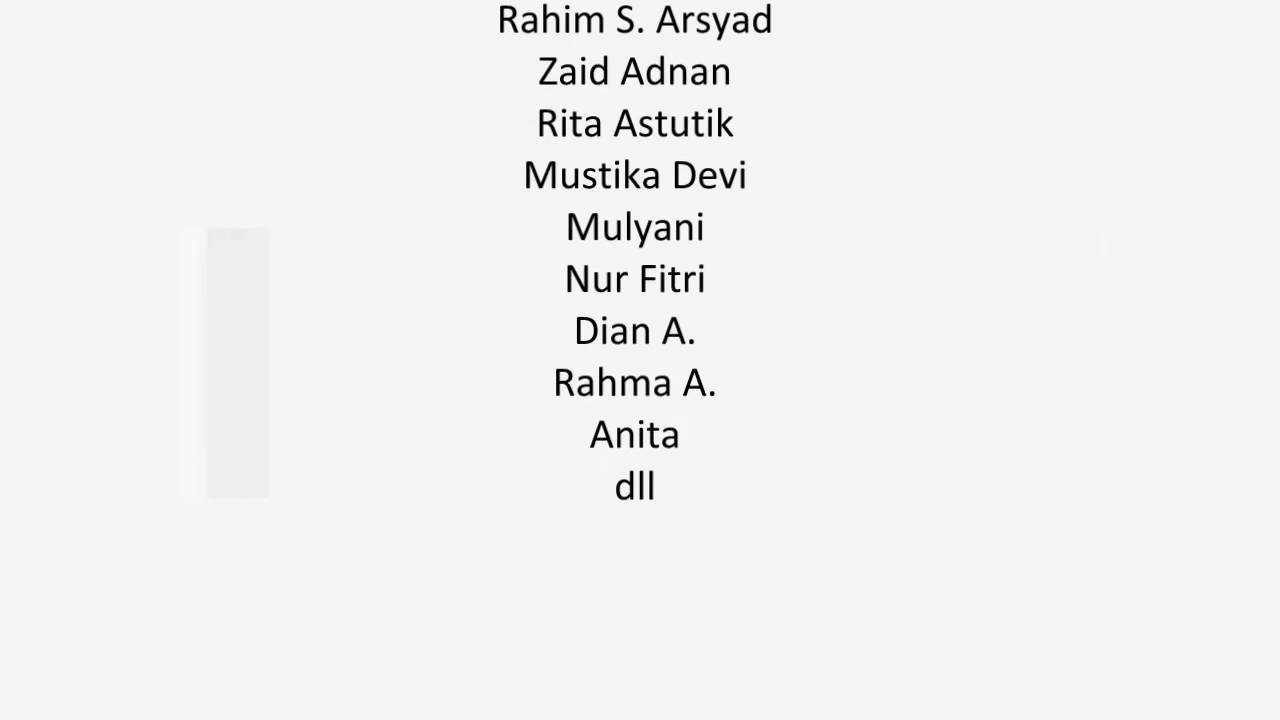 Rahim S. Arsyad
Zaid Adnan
Rita Astutik
Mustika Devi
Mulyani
Nur Fitri
Dian A.
Rahma A.
Anita
dll